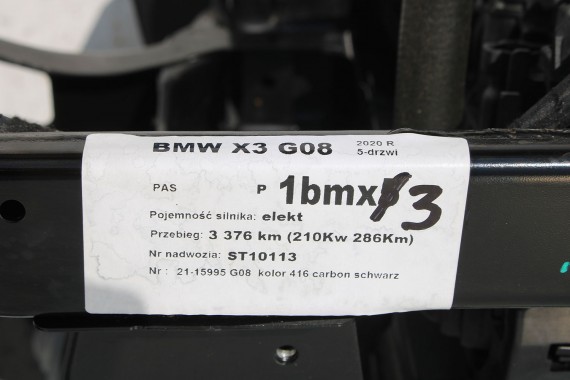 BMW X3 G08 2020 R
5-drzwi
PAS P 1bmx 3
Pojemność silnika: elekt
Przebieg: 3 376 km (210Kw 286Km)
Nr nadwozia: ST10113
Nr : 21-15995 G08 kolor 416 carbon schwarz